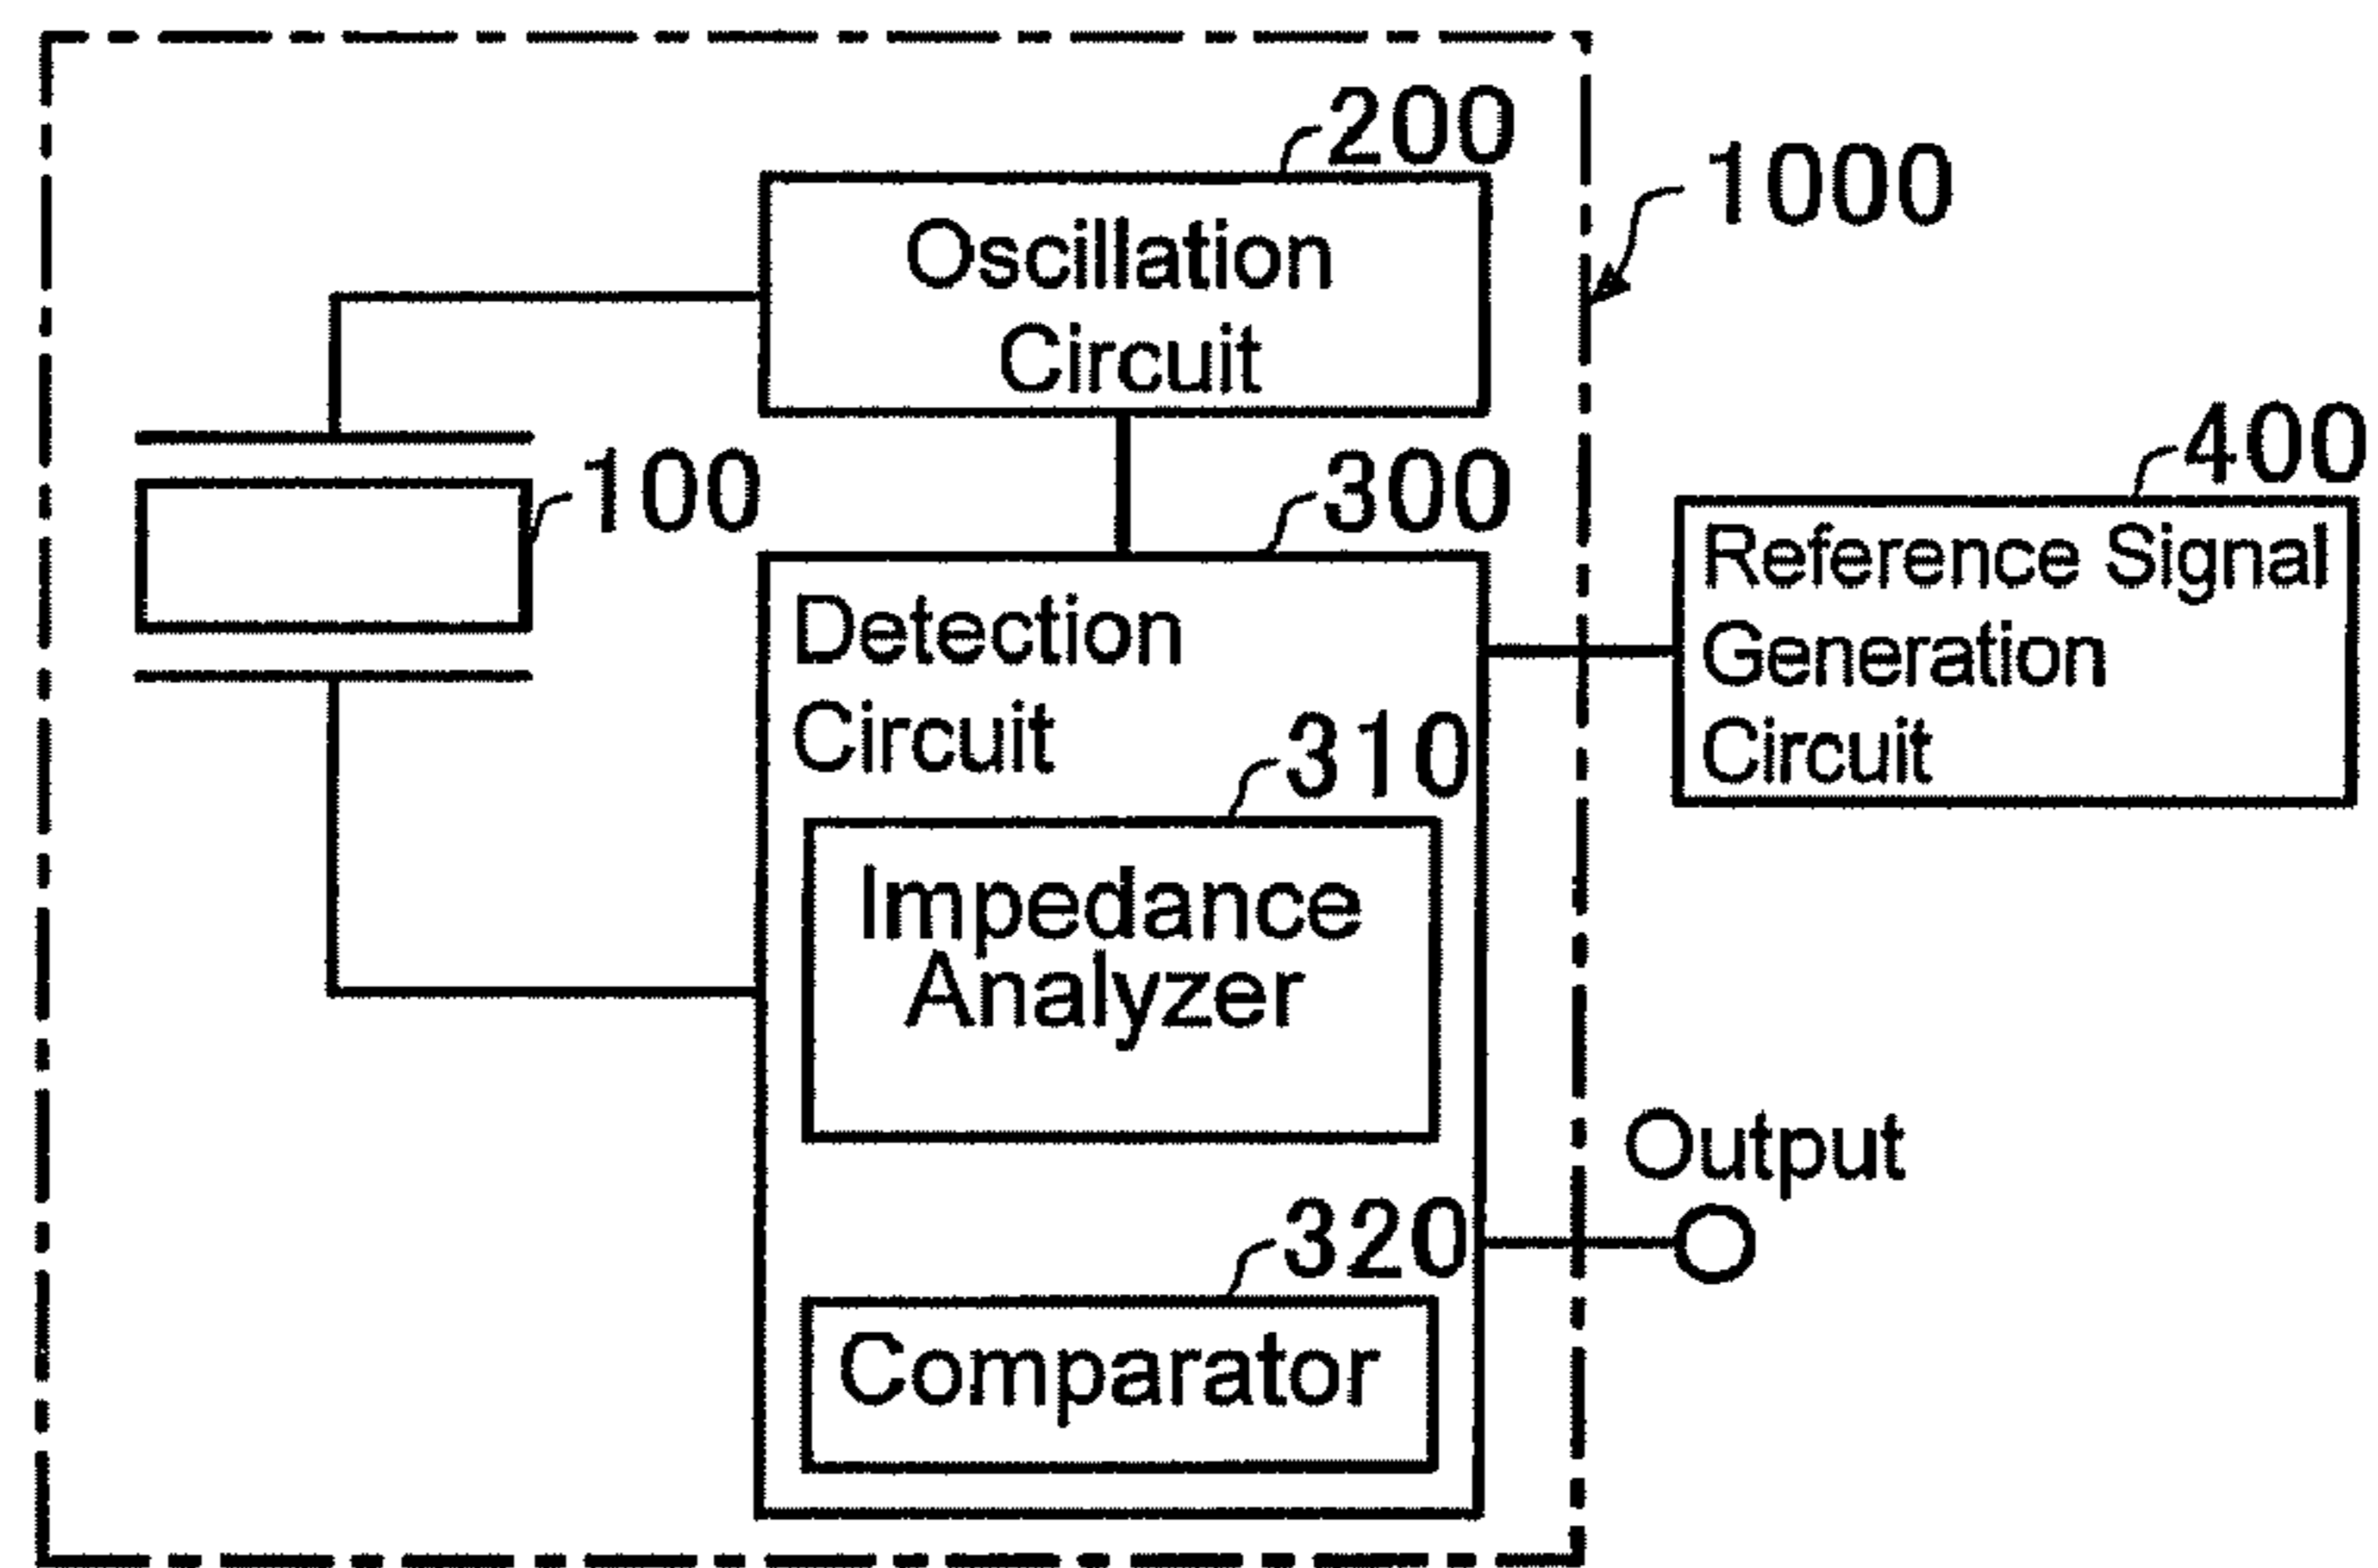 200
1000
Oscillation
Circuit
400
100
300
Reference Signal
Generation
Circuit
Detection
Circuit
310
Impedance
Analyzer
Output
320
Comparator